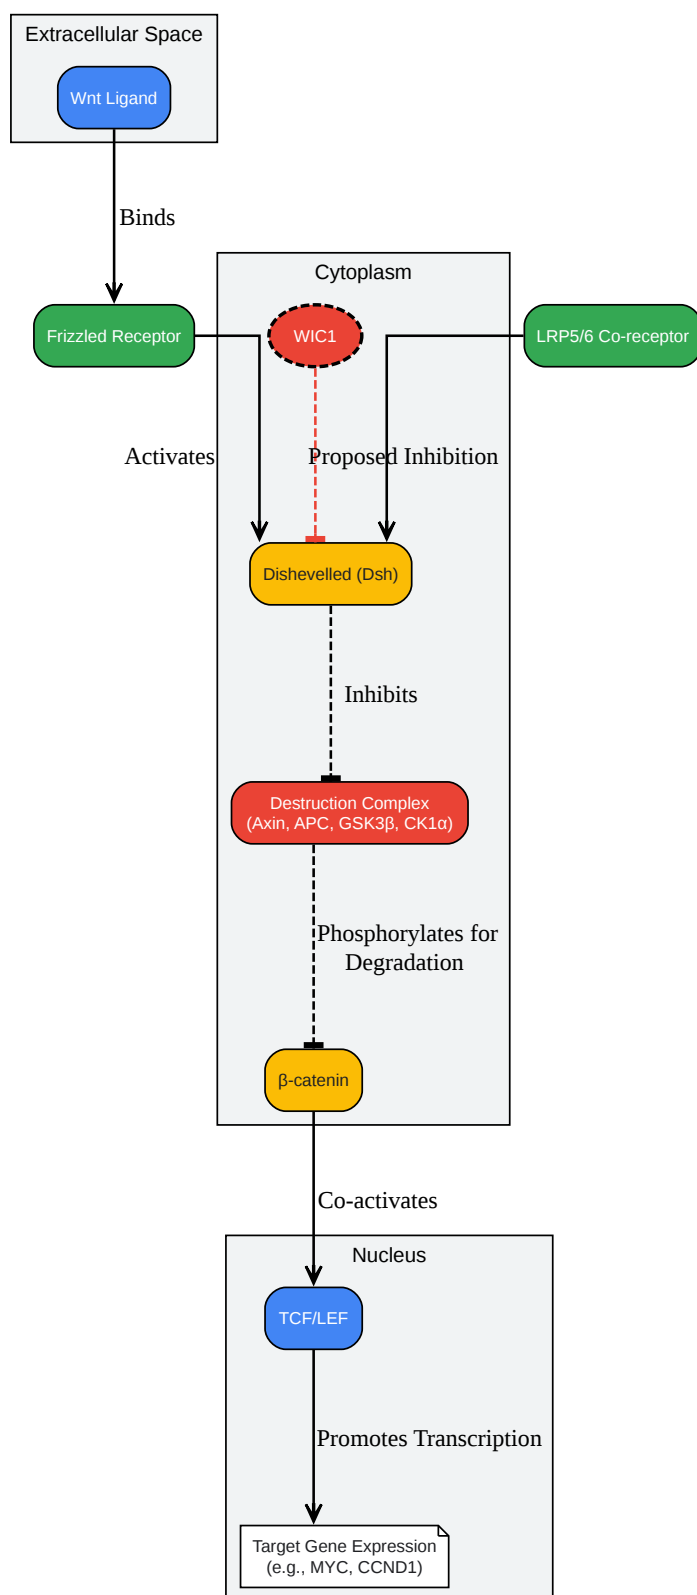 Extracellular Space
Wnt Ligand
Binds
Cytoplasm
Frizzled Receptor
WIC1
LRP5/6 Co-receptor
Activates
Proposed Inhibition
Dishevelled (Dsh)
Inhibits
Destruction Complex
(Axin, APC, GSK3β, CK1α)
Phosphorylates for
Degradation
β-catenin
Co-activates
Nucleus
TCF/LEF
Promotes Transcription
Target Gene Expression
(e.g., MYC, CCND1)